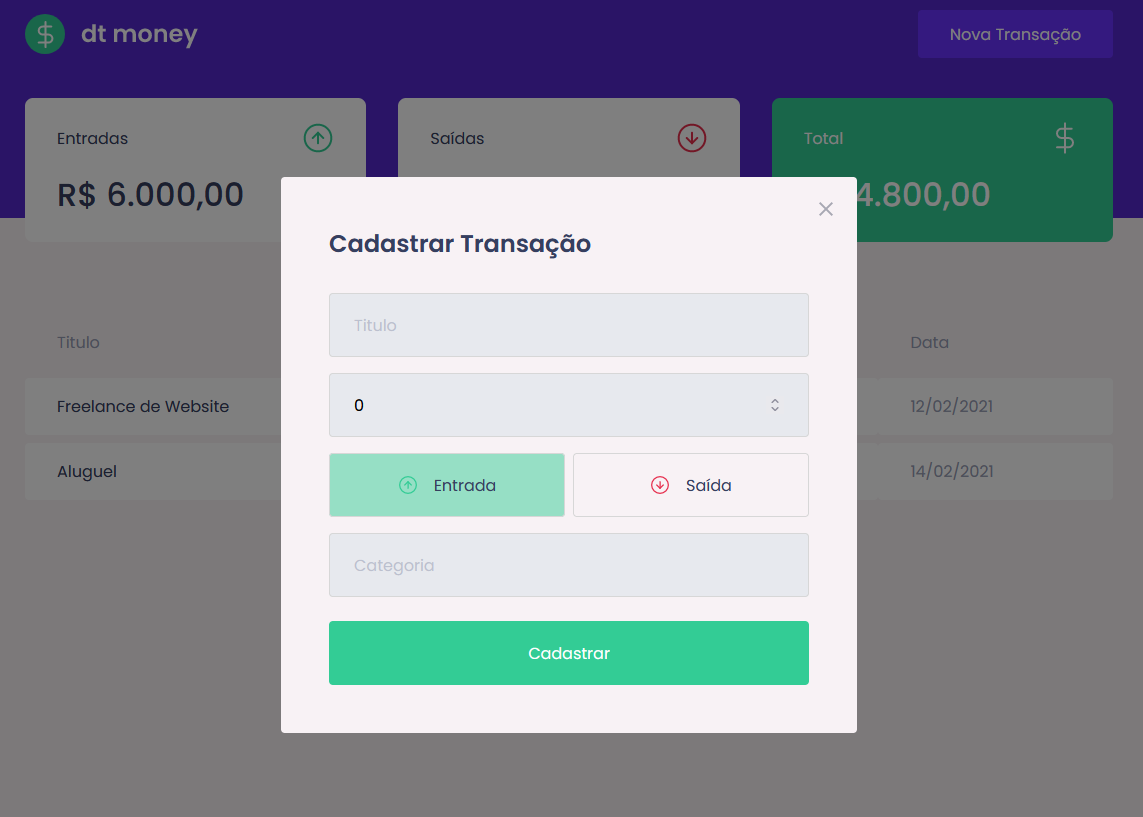 dt money
Nova Transação
Entradas
Saídas
Total
R$ 6.000,00
4.800,00
Cadastrar Transação
Titulo
0
Entrada
Saída
Categoria
Cadastrar
Titulo
Data
Freelance de Website
12/02/2021
Aluguel
14/02/2021